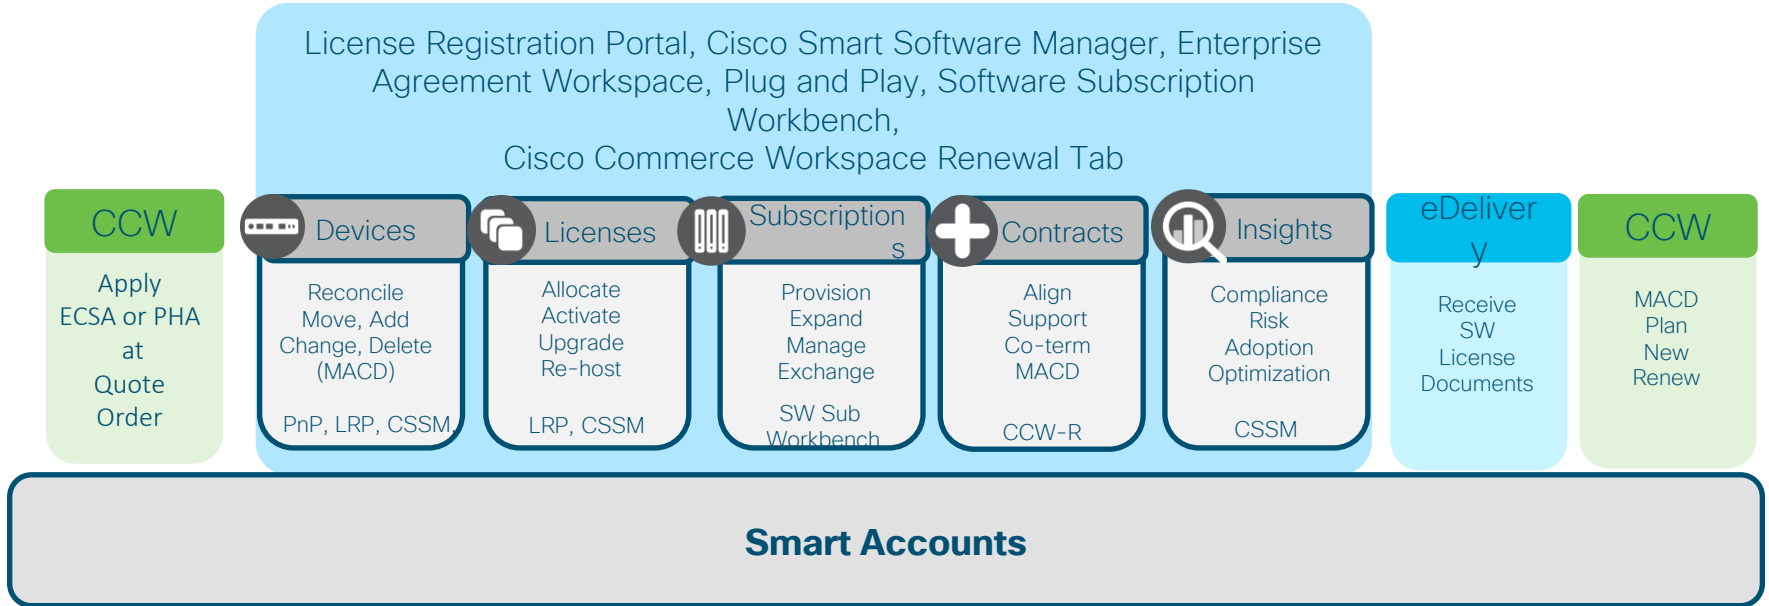 License Registration Portal, Cisco Smart Software Manager, Enterprise
Agreement Workspace, Plug and Play, Software Subscription
Workbench,
Cisco Commerce Workspace Renewal Tab
CCW
Apply
ECSA or PHA
at
Quote
Order
Devices
Reconcile
Move, Add
Change, Delete
(MACD)
PnP, LRP, CSSM,
Licenses
Allocate
Activate
Upgrade
Re-host
LRP, CSSM
Subscription
s
Provision
Expand
Manage
Exchange
SW Sub
Workbench
Contracts
Align
Support
Co-term
MACD
CCW-R
Insights
Compliance
Risk
Adoption
Optimization
CSSM
eDeliver
y
Receive
SW
License
Documents
CCW
MACD
Plan
New
Renew
Smart Accounts